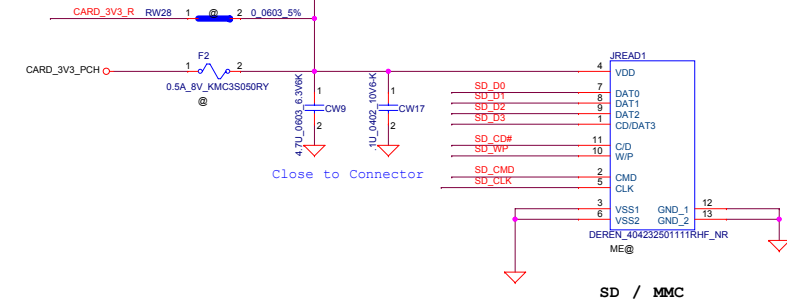 CARD_3V3_R RW28 1 @ 2 0_0603_5%
F2
CARD_3V3_PCH 1 2
0.5A_8V_KMC3S050RY
@
4.7U_0603_6.3V6K
1
CW9
2
.1U_0402_10V6-K
1
CW17
2
Close to Connector
JREAD1
4 VDD
SD_D0 7 DAT0
SD_D1 8 DAT1
SD_D2 9 DAT2
SD_D3 1 CD/DAT3
SD_CD# 11 C/D
SD_WP 10 W/P
SD_CMD 2 CMD
SD_CLK 5 CLK
3 VSS1 GND_1 12
6 VSS2 GND_2 13
DEREN_404232501111RHF_NR
ME@
SD / MMC